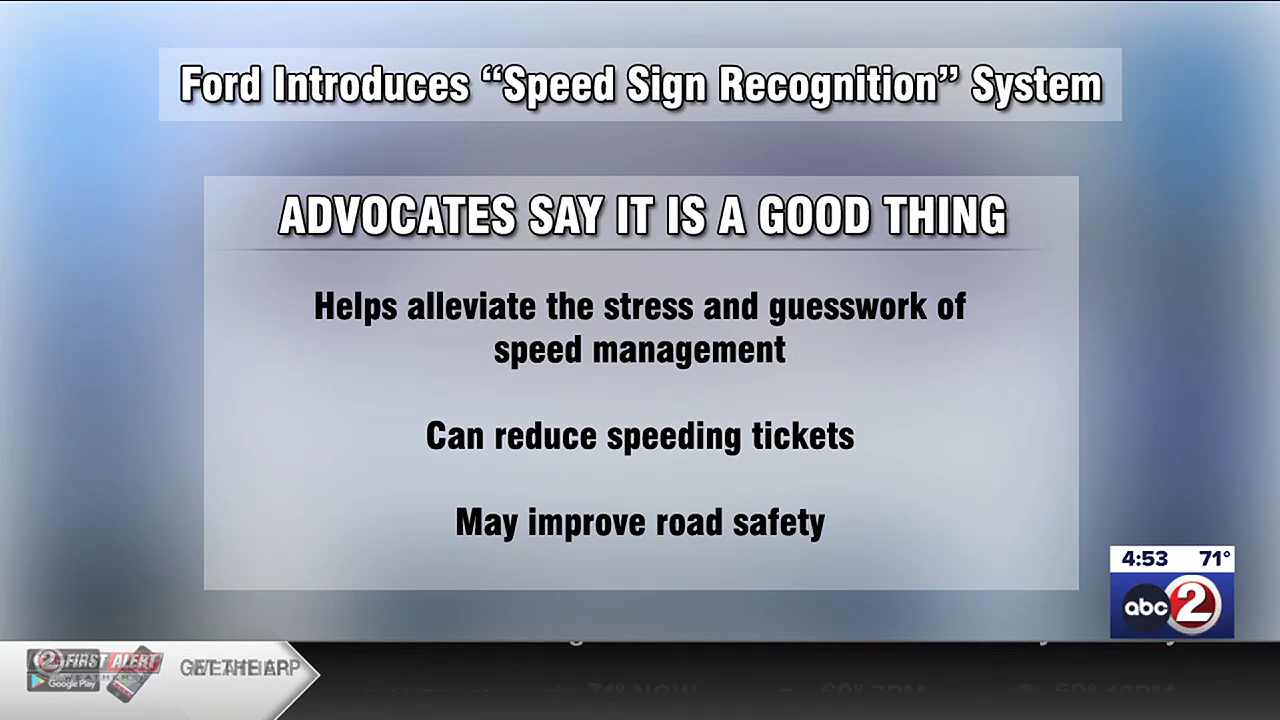 Ford Introduces “Speed Sign Recognition” System
ADVOCATES SAY IT IS A GOOD THING
Helps alleviate the stress and guesswork of
speed management
Can reduce speeding tickets
May improve road safety
4:53 71°
abc 2
2 FIRST ALERT
WEATHER
Google Play